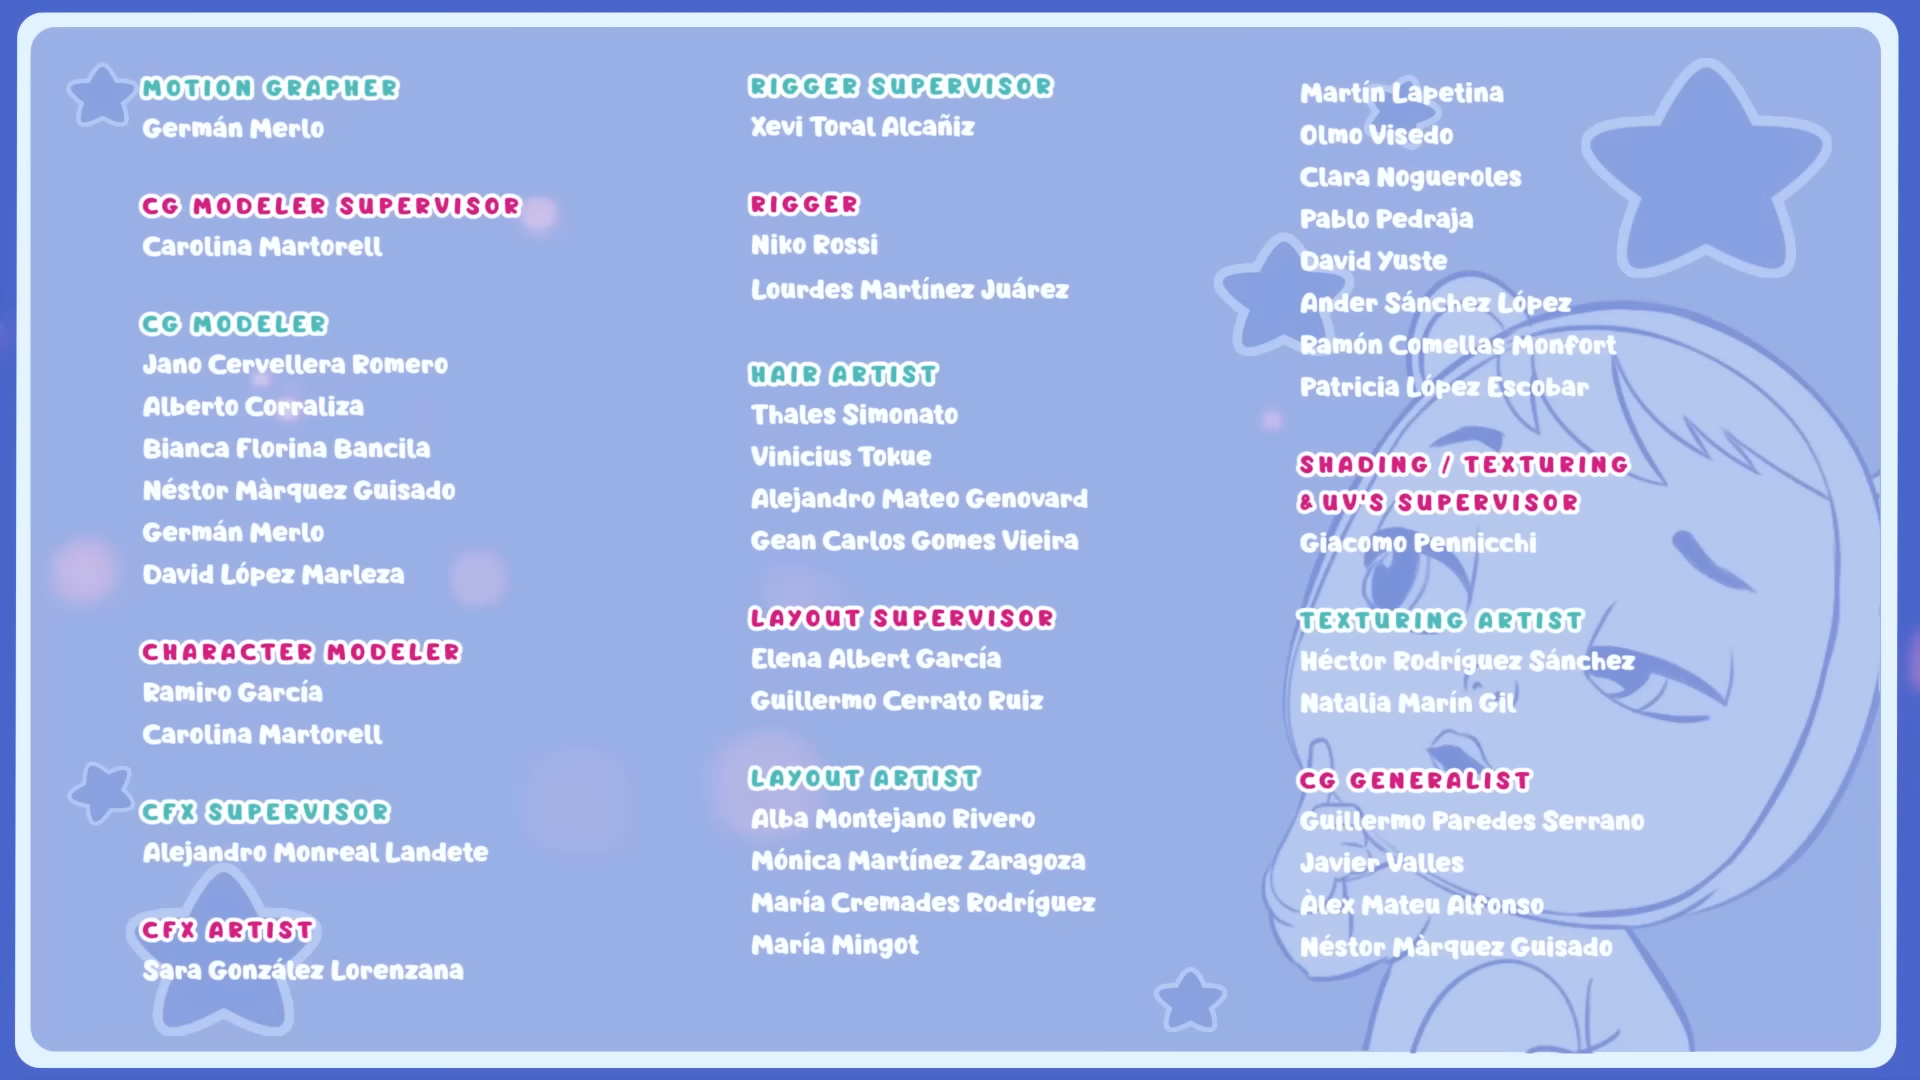 MOTION GRAPHER
Germán Merlo
CG MODELER SUPERVISOR
Carolina Martorell
CG MODELER
Jano Cervellera Romero
Alberto Corraliza
Bianca Florina Bancila
Néstor Màrquez Guisado
Germán Merlo
David López Marleza
CHARACTER MODELER
Ramiro García
Carolina Martorell
CFX SUPERVISOR
Alejandro Monreal Landete
CFX ARTIST
Sara González Lorenzana
RIGGER SUPERVISOR
Xevi Toral Alcañiz
RIGGER
Niko Rossi
Lourdes Martínez Juárez
HAIR ARTIST
Thales Simonato
Vinicius Tokue
Alejandro Mateo Genovard
Gean Carlos Gomes Vieira
LAYOUT SUPERVISOR
Elena Albert García
Guillermo Cerrato Ruiz
LAYOUT ARTIST
Alba Montejano Rivero
Mónica Martínez Zaragoza
María Cremades Rodríguez
María Mingot
Martín Lapetina
Olmo Visedo
Clara Nogueroles
Pablo Pedraja
David Yuste
Ander Sánchez López
Ramón Comellas Monfort
Patricia López Escobar
SHADING / TEXTURING
& UV'S SUPERVISOR
Giacomo Pennicchi
TEXTURING ARTIST
Héctor Rodríguez Sánchez
Natalia Marín Gil
CG GENERALIST
Guillermo Paredes Serrano
Javier Valles
Àlex Mateu Alfonso
Néstor Màrquez Guisado